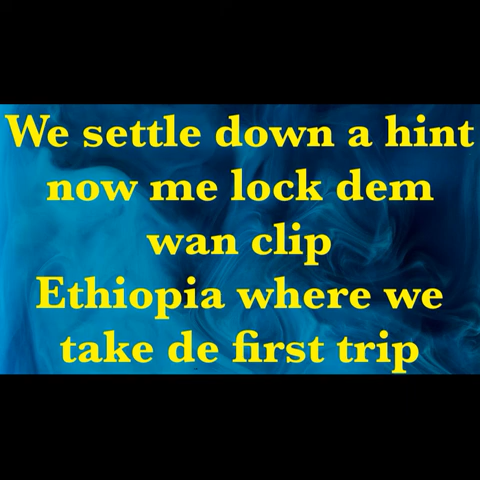 We settle down a hint
now me lock dem
wan clip
Ethiopia where we
take de first trip